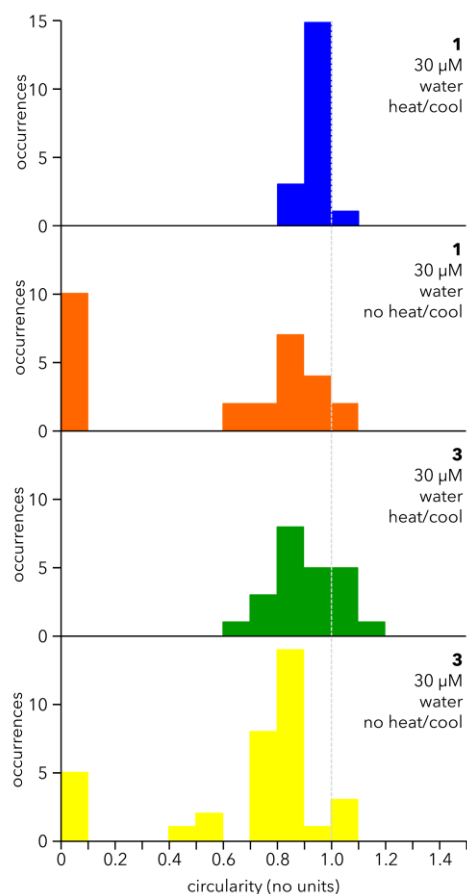 15
10
5
0
occurrences
1
30 µM
water
heat/cool
10
5
0
occurrences
1
30 µM
water
no heat/cool
10
5
0
occurrences
3
30 µM
water
heat/cool
10
5
0
occurrences
3
30 µM
water
no heat/cool
0 0.2 0.4 0.6 0.8 1.0 1.2 1.4
circularity (no units)